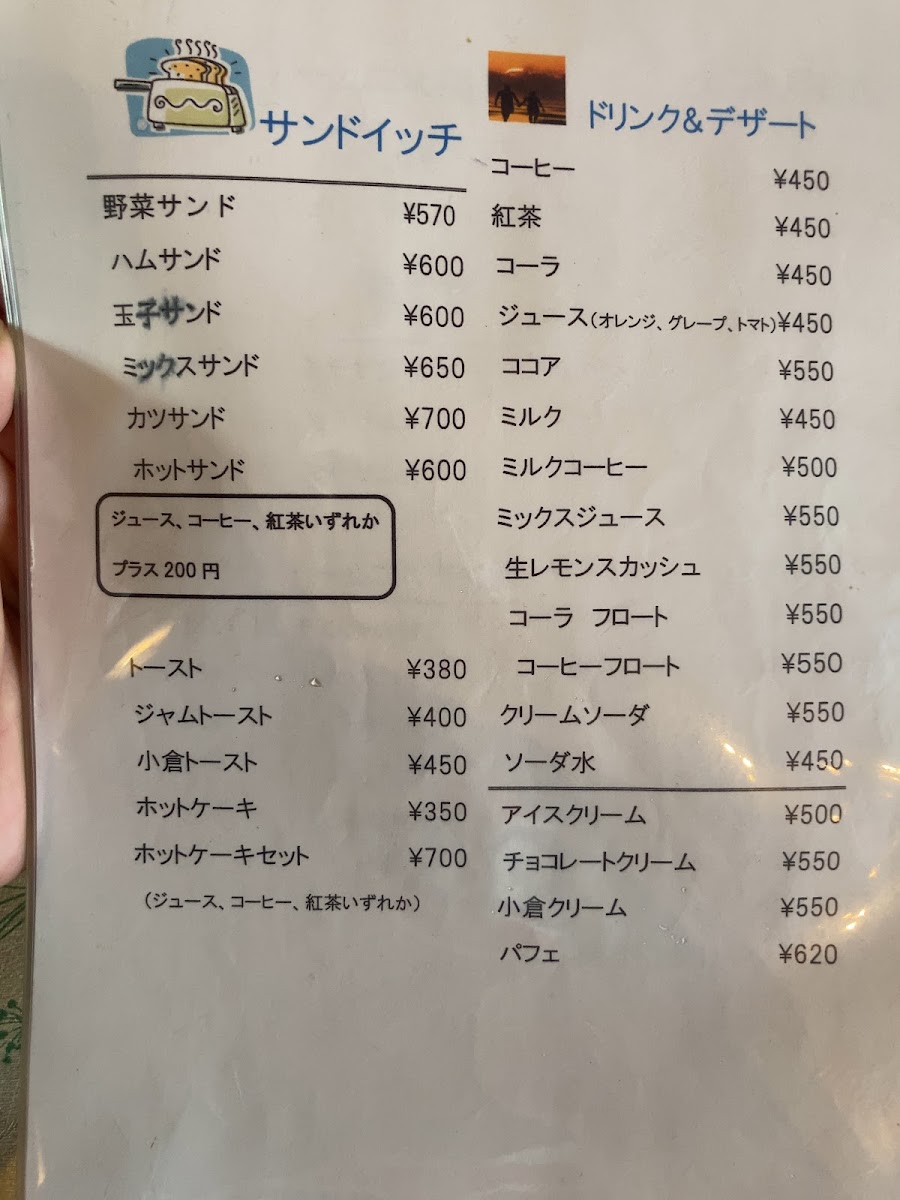 サンドイッチ
野菜サンド ¥570
ハムサンド ¥600
玉子サンド ¥600
ミックスサンド ¥650
カツサンド ¥700
ホットサンド ¥600
ジュース、コーヒー、紅茶いずれか
プラス 200 円
トースト ¥380
ジャムトースト ¥400
小倉トースト ¥450
ホットケーキ ¥350
ホットケーキセット ¥700
（ジュース、コーヒー、紅茶いずれか）
ドリンク&デザート
コーヒー ¥450
紅茶 ¥450
コーラ ¥450
ジュース（オレンジ、グレープ、トマト） ¥450
ココア ¥550
ミルク ¥450
ミルクコーヒー ¥500
ミックスジュース ¥550
生レモンスカッシュ ¥550
コーラ フロート ¥550
コーヒーフロート ¥550
クリームソーダ ¥550
ソーダ水 ¥450
アイスクリーム ¥500
チョコレートクリーム ¥550
小倉クリーム ¥550
パフェ ¥620